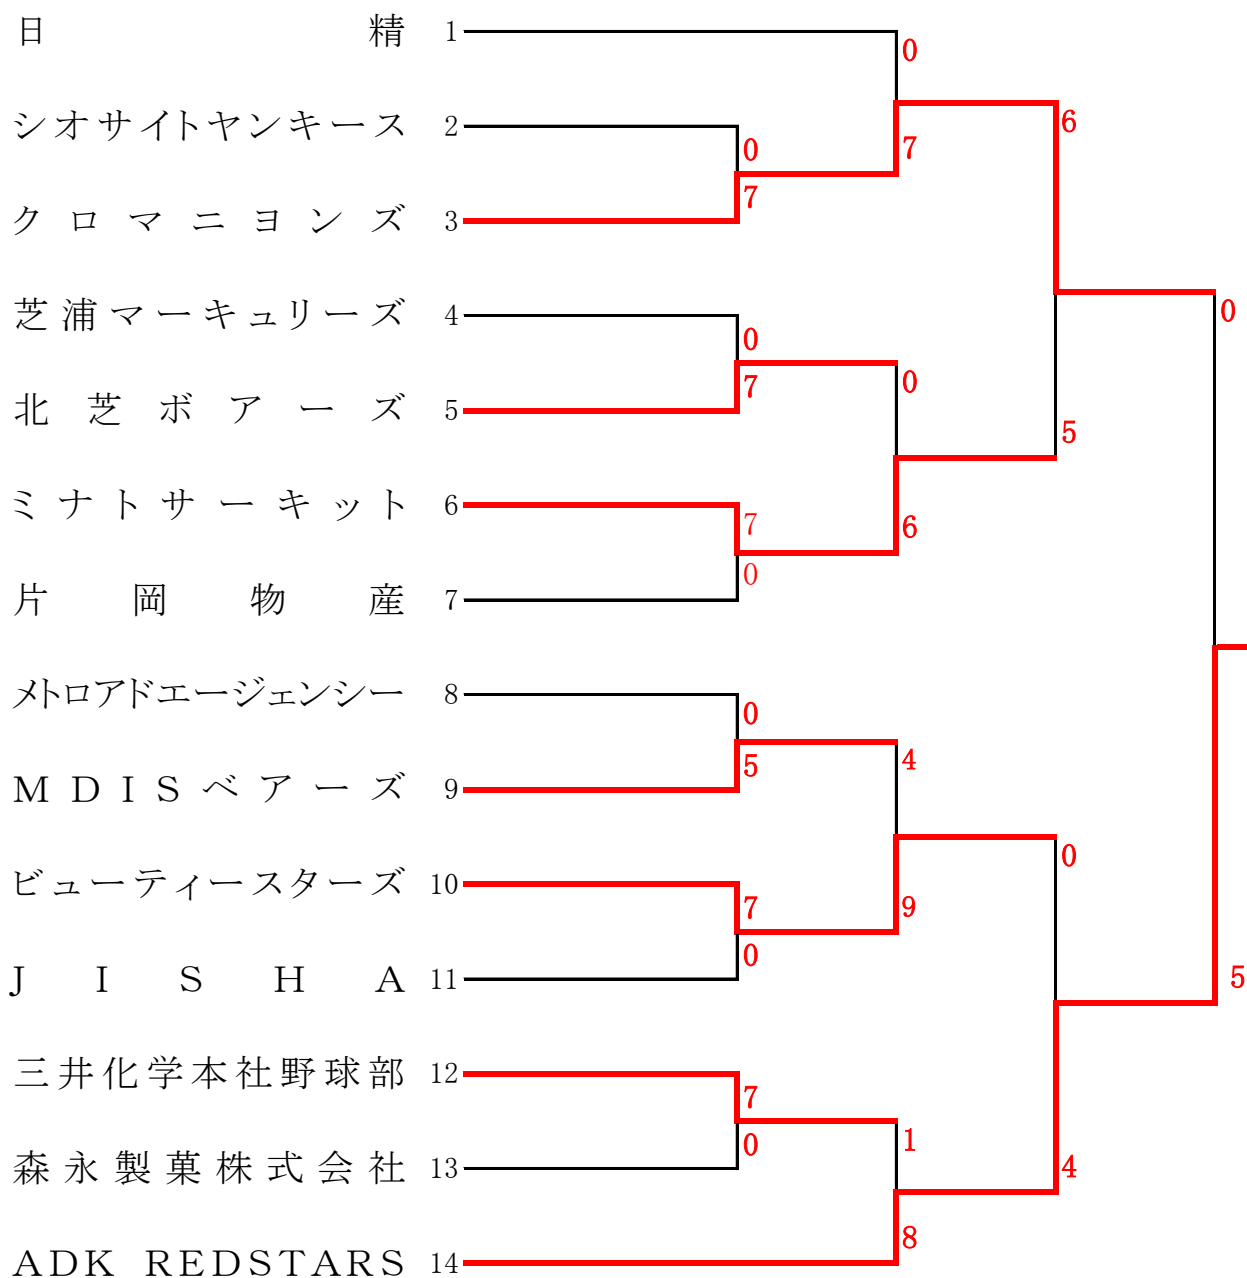 日精 1
0
6
シオサイトヤンキース 2
0
7
7
クロマニヨンズ 3
0
芝浦マーキュリーズ 4
0
0
7
北芝ボアーズ 5
5
ミナトサーキット 6
7
6
0
片岡物産 7
メトロアドエージェンシー 8
0
5
4
MDISベアーズ 9
0
ビューティースターズ 10
7
9
0
JISHA 11
5
三井化学本社野球部 12
7
0
1
森永製菓株式会社 13
4
8
ADK REDSTARS 14